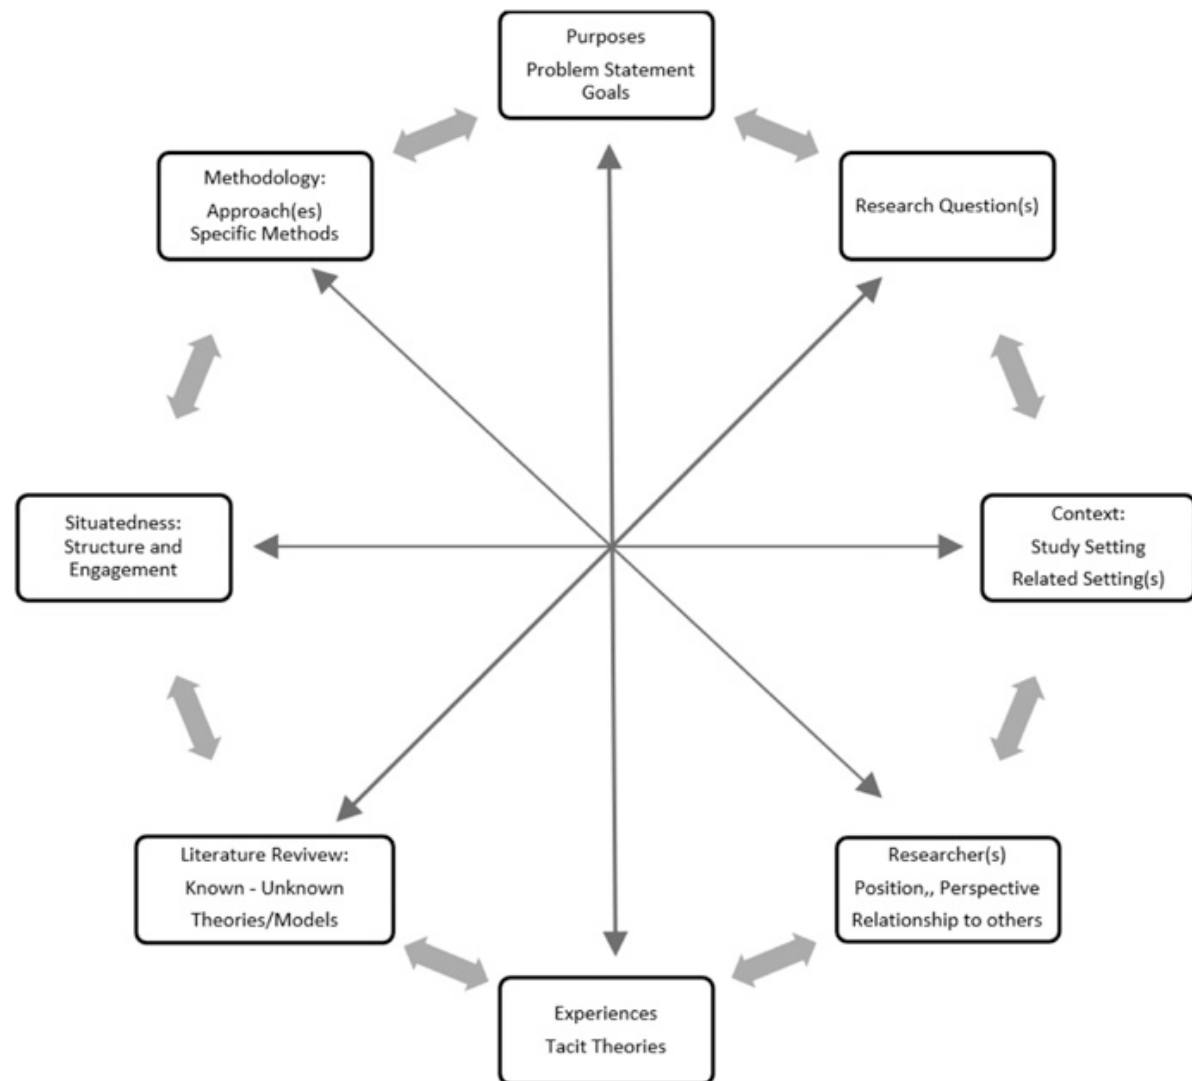 Purposes
Problem Statement
Goals
Methodology:
Approach(es)
Specific Methods
Research Question(s)
Situatedness:
Structure and
Engagement
Context:
Study Setting
Related Setting(s)
Literature Revivew:
Known - Unknown
Theories/Models
Researcher(s)
Position,, Perspective
Relationship to others
Experiences
Tacit Theories